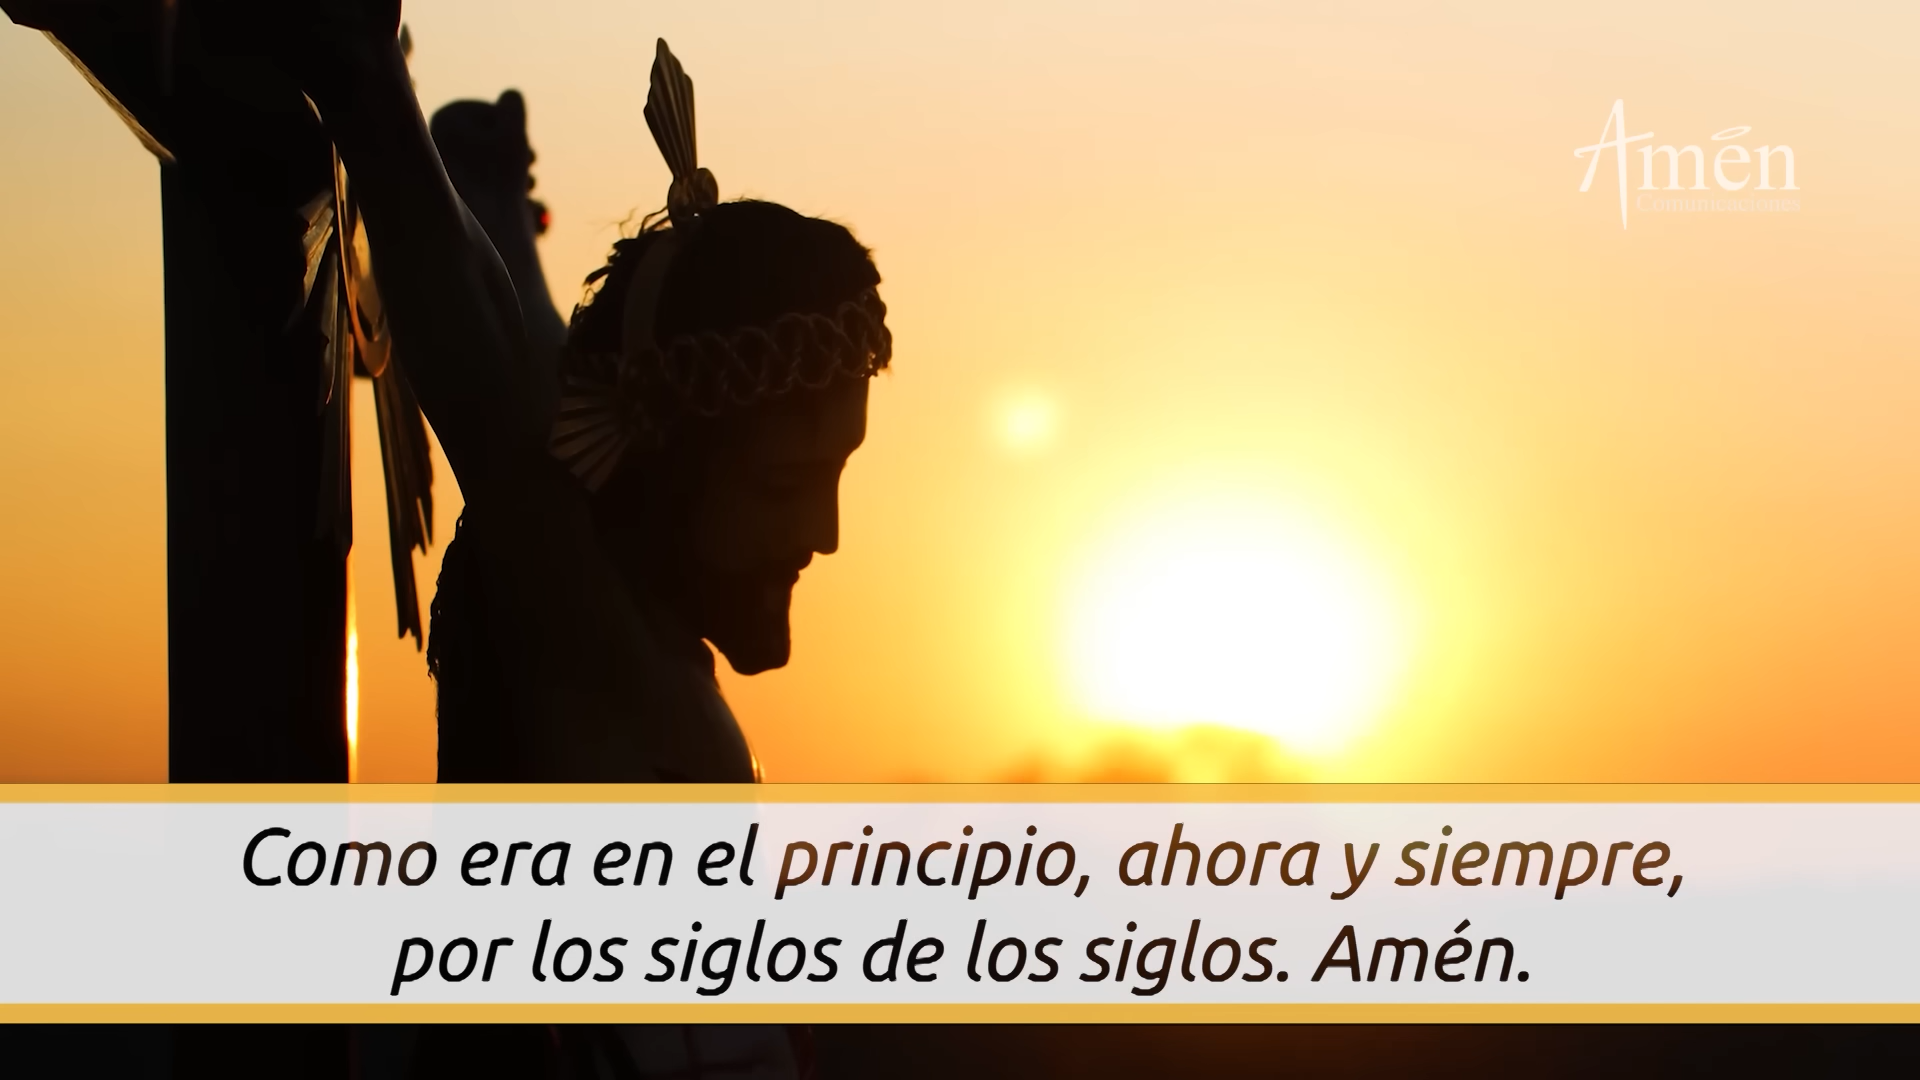 Amén
Comunicaciones
Como era en el principio, ahora y siempre,
por los siglos de los siglos. Amén.